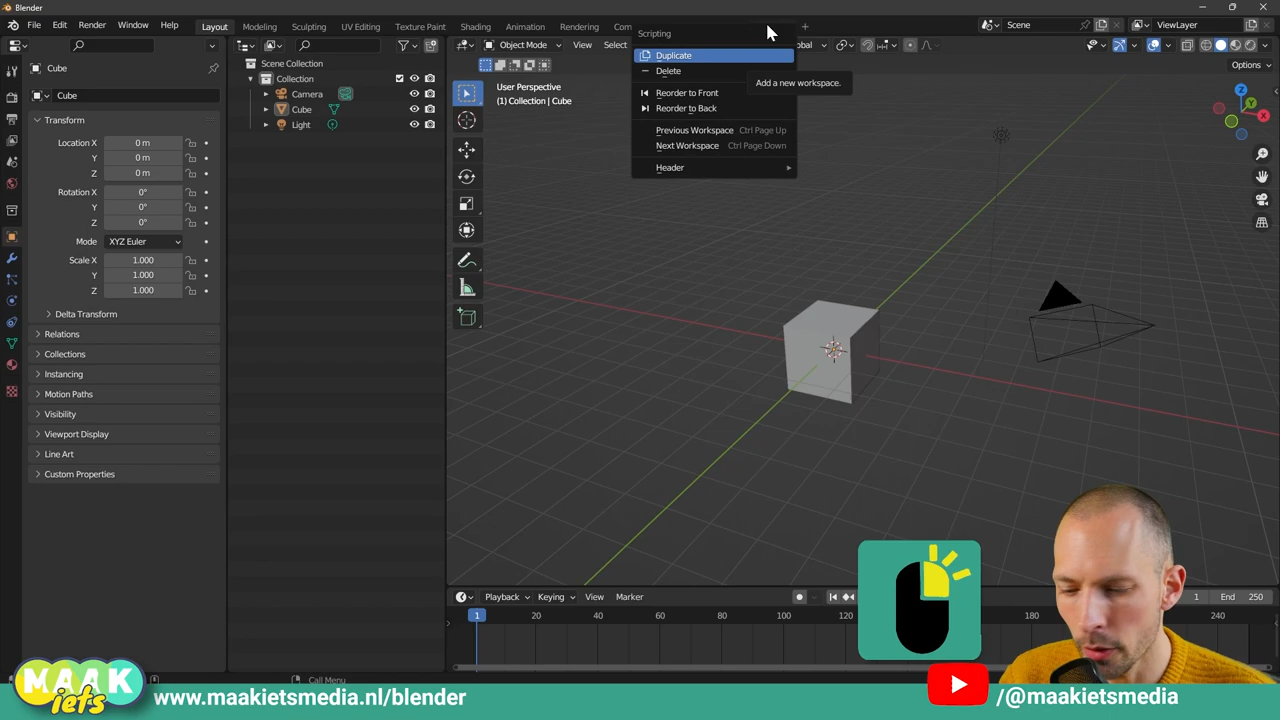 Blender
File Edit Render Window Help
Layout Modeling Sculpting UV Editing Texture Paint Shading Animation Rendering Com
Scene
ViewLayer
Object Mode View Select
obal
Options
Cube
Cube
Transform
Location X 0 m
Y 0 m
Z 0 m
Rotation X 0°
Y 0°
Z 0°
Mode XYZ Euler
Scale X 1.000
Y 1.000
Z 1.000
Delta Transform
Relations
Collections
Instancing
Motion Paths
Visibility
Viewport Display
Line Art
Custom Properties
Scene Collection
Collection
Camera
Cube
Light
User Perspective
(1) Collection | Cube
Scripting
Duplicate
Delete
Reorder to Front
Reorder to Back
Previous Workspace Ctrl Page Up
Next Workspace Ctrl Page Down
Header
Add a new workspace.
Z
Y
X
Playback Keying View Marker
1 End 250
1 20 40 60 80 100 120 180 240
Call Menu
MAAK
iets
www.maakietsmedia.nl/blender
/@maakietsmedia